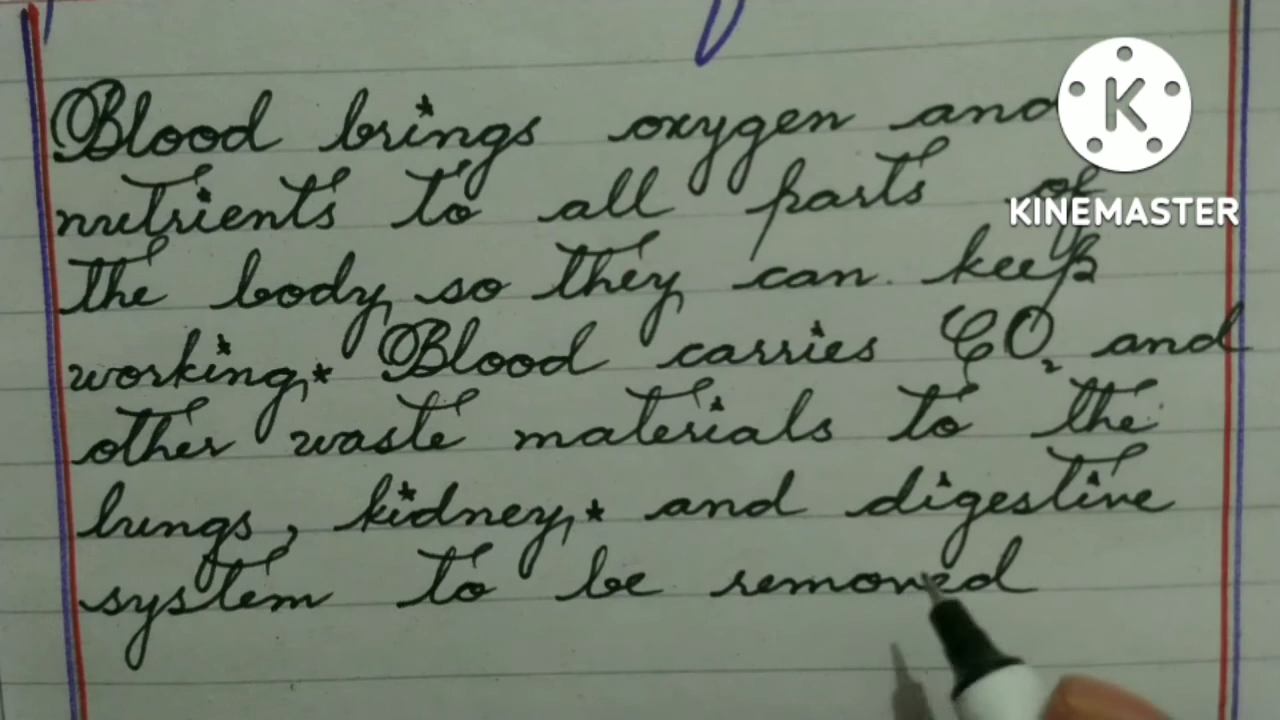 Blood brings oxygen and
nutrients to all parts of
the body so they can keep
working. Blood carries CO₂ and
other waste materials to the
lungs, kidney, and digestive
system to be removed
KINEMASTER